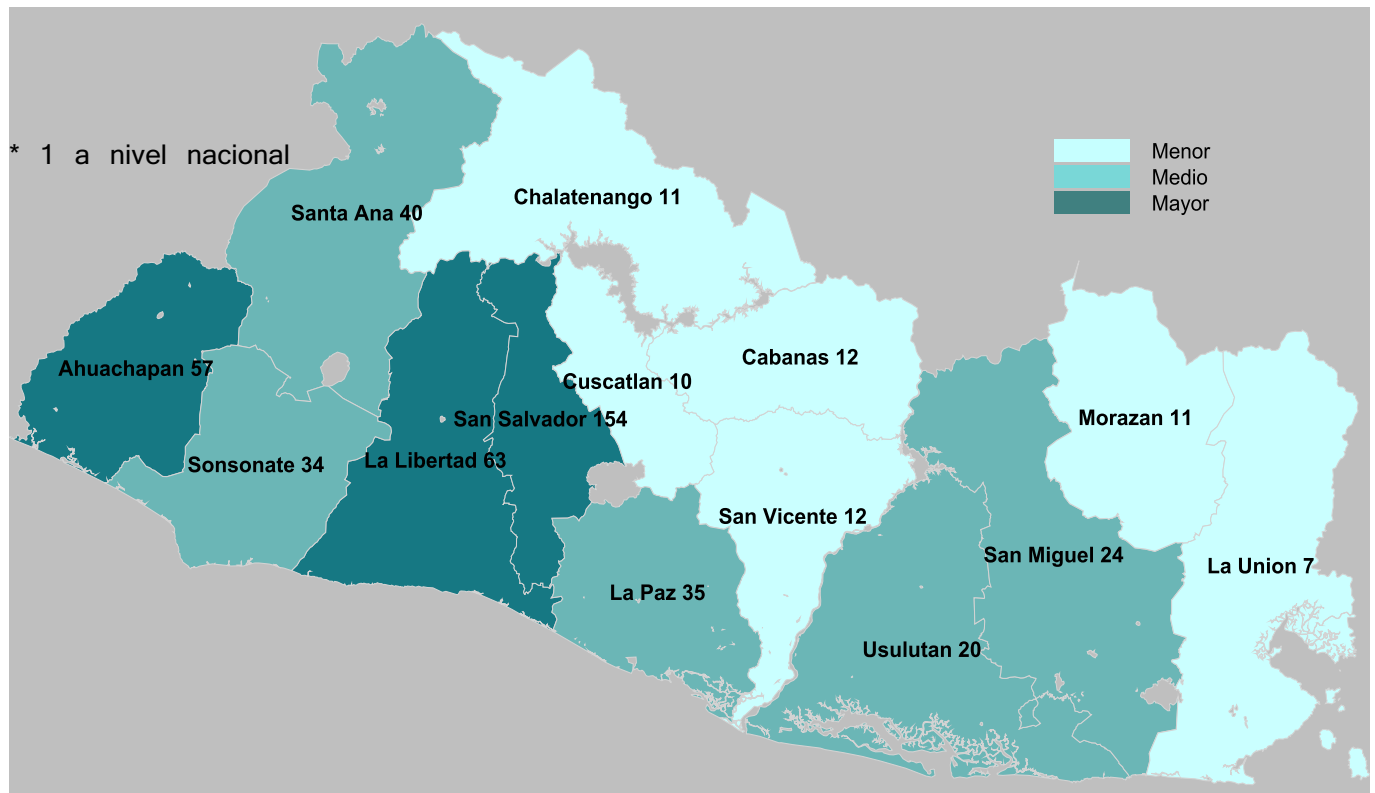 * 1 a nivel nacional
Menor
Medio
Mayor
Chalatenango 11
Santa Ana 40
Cabanas 12
Ahuachapan 57
Cuscatlan 10
San Salvador 154
Morazan 11
La Libertad 63
Sonsonate 34
San Vicente 12
San Miguel 24
La Union 7
La Paz 35
Usulutan 20